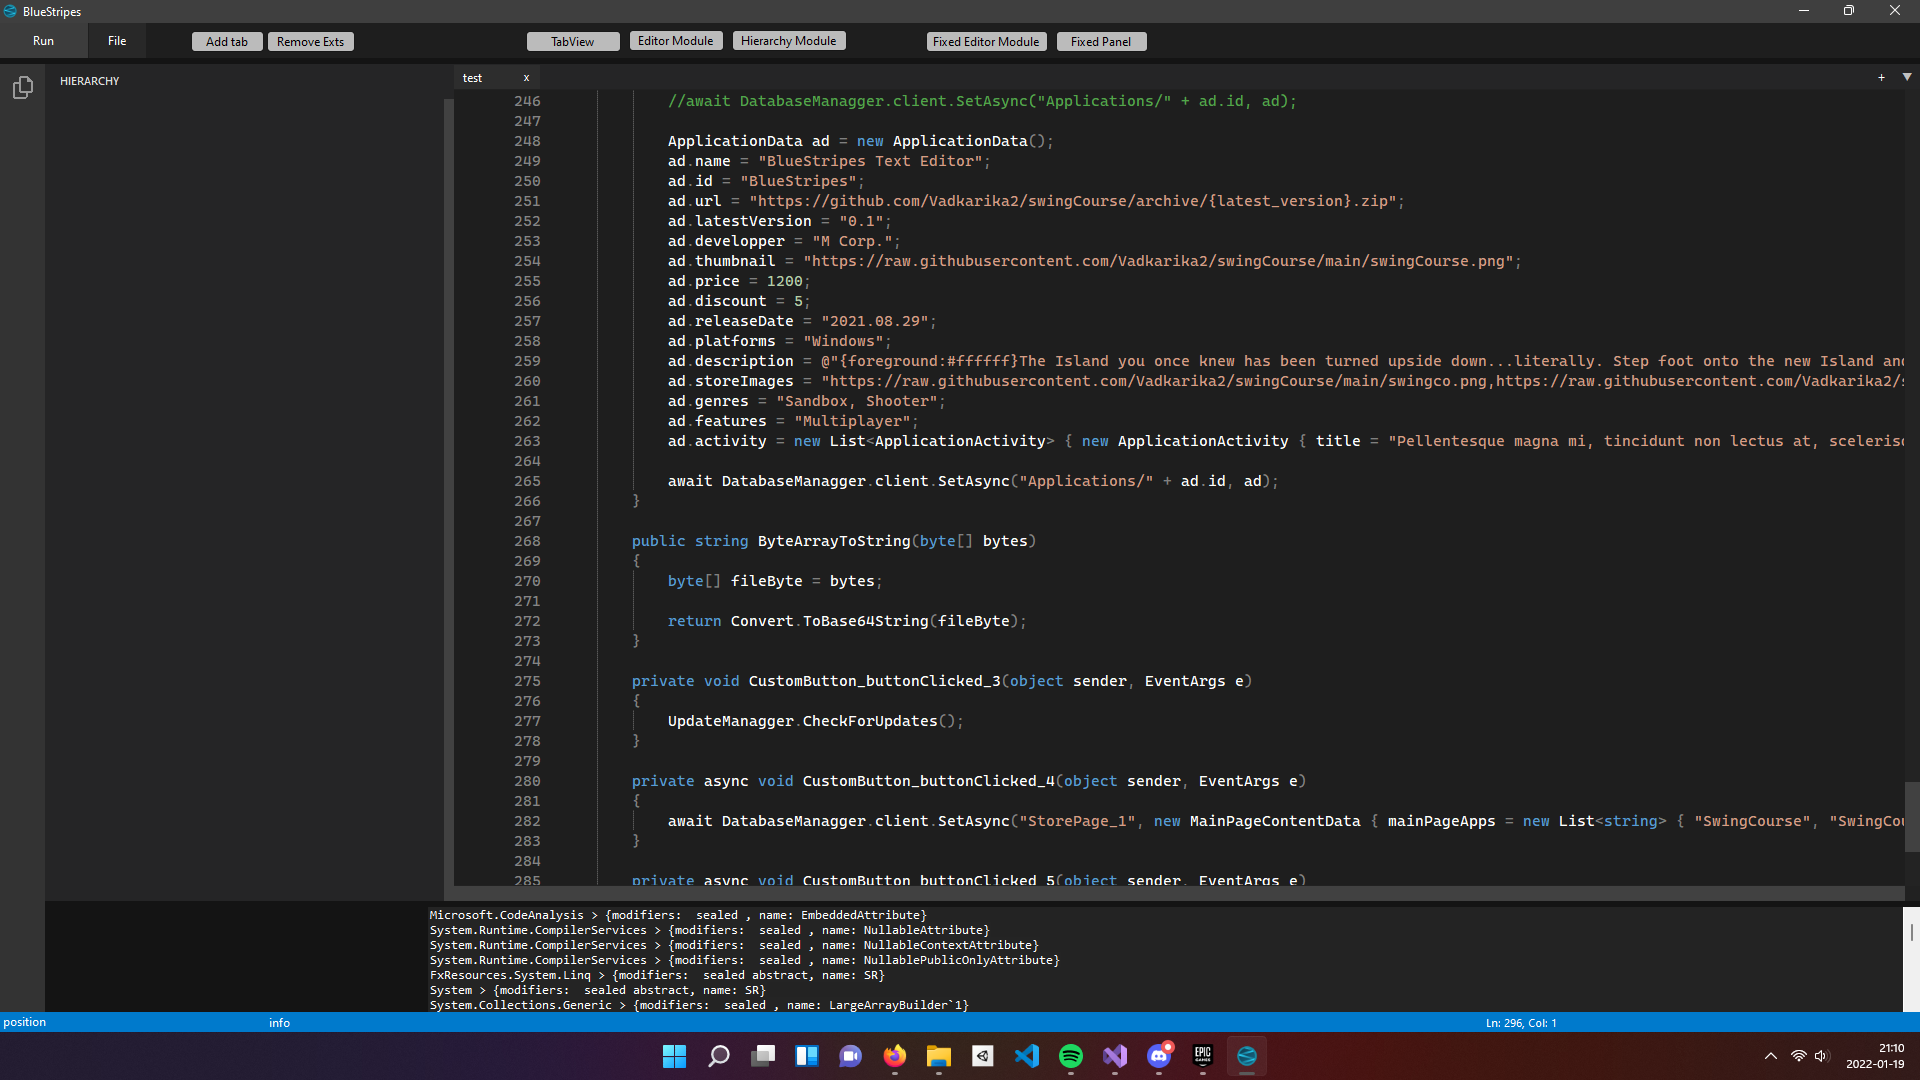 BlueStripes
Run File Add tab Remove Exts TabView Editor Module Hierarchy Module Fixed Editor Module Fixed Panel
HIERARCHY
test x +
246 //await DatabaseManagger.client.SetAsync("Applications/" + ad.id, ad);
247
248 ApplicationData ad = new ApplicationData();
249 ad.name = "BlueStripes Text Editor";
250 ad.id = "BlueStripes";
251 ad.url = "https://github.com/Vadkarika2/swingCourse/archive/{latest_version}.zip";
252 ad.latestVersion = "0.1";
253 ad.developper = "M Corp.";
254 ad.thumbnail = "https://raw.githubusercontent.com/Vadkarika2/swingCourse/main/swingCourse.png";
255 ad.price = 1200;
256 ad.discount = 5;
257 ad.releaseDate = "2021.08.29";
258 ad.platforms = "Windows";
259 ad.description = @"{foreground:#ffffff}The Island you once knew has been turned upside down...literally. Step foot onto the new Island and
260 ad.storeImages = "https://raw.githubusercontent.com/Vadkarika2/swingCourse/main/swingco.png,https://raw.githubusercontent.com/Vadkarika2/s
261 ad.genres = "Sandbox, Shooter";
262 ad.features = "Multiplayer";
263 ad.activity = new List<ApplicationActivity> { new ApplicationActivity { title = "Pellentesque magna mi, tincidunt non lectus at, scelerisc
264
265 await DatabaseManagger.client.SetAsync("Applications/" + ad.id, ad);
266 }
267
268 public string ByteArrayToString(byte[] bytes)
269 {
270 byte[] fileByte = bytes;
271
272 return Convert.ToBase64String(fileByte);
273 }
274
275 private void CustomButton_buttonClicked_3(object sender, EventArgs e)
276 {
277 UpdateManagger.CheckForUpdates();
278 }
279
280 private async void CustomButton_buttonClicked_4(object sender, EventArgs e)
281 {
282 await DatabaseManagger.client.SetAsync("StorePage_1", new MainPageContentData { mainPageApps = new List<string> { "SwingCourse", "SwingCou
283 }
284
285 private async void CustomButton_buttonClicked_5(object sender, EventArgs e)
Microsoft.CodeAnalysis > {modifiers:  sealed , name: EmbeddedAttribute}
System.Runtime.CompilerServices > {modifiers:  sealed , name: NullableAttribute}
System.Runtime.CompilerServices > {modifiers:  sealed , name: NullableContextAttribute}
System.Runtime.CompilerServices > {modifiers:  sealed , name: NullablePublicOnlyAttribute}
FxResources.System.Linq > {modifiers:  sealed abstract, name: SR}
System > {modifiers:  sealed abstract, name: SR}
System.Collections.Generic > {modifiers:  sealed , name: LargeArrayBuilder`1}
position info Ln: 296, Col: 1
EPIC GAMES
21:10
2022-01-19